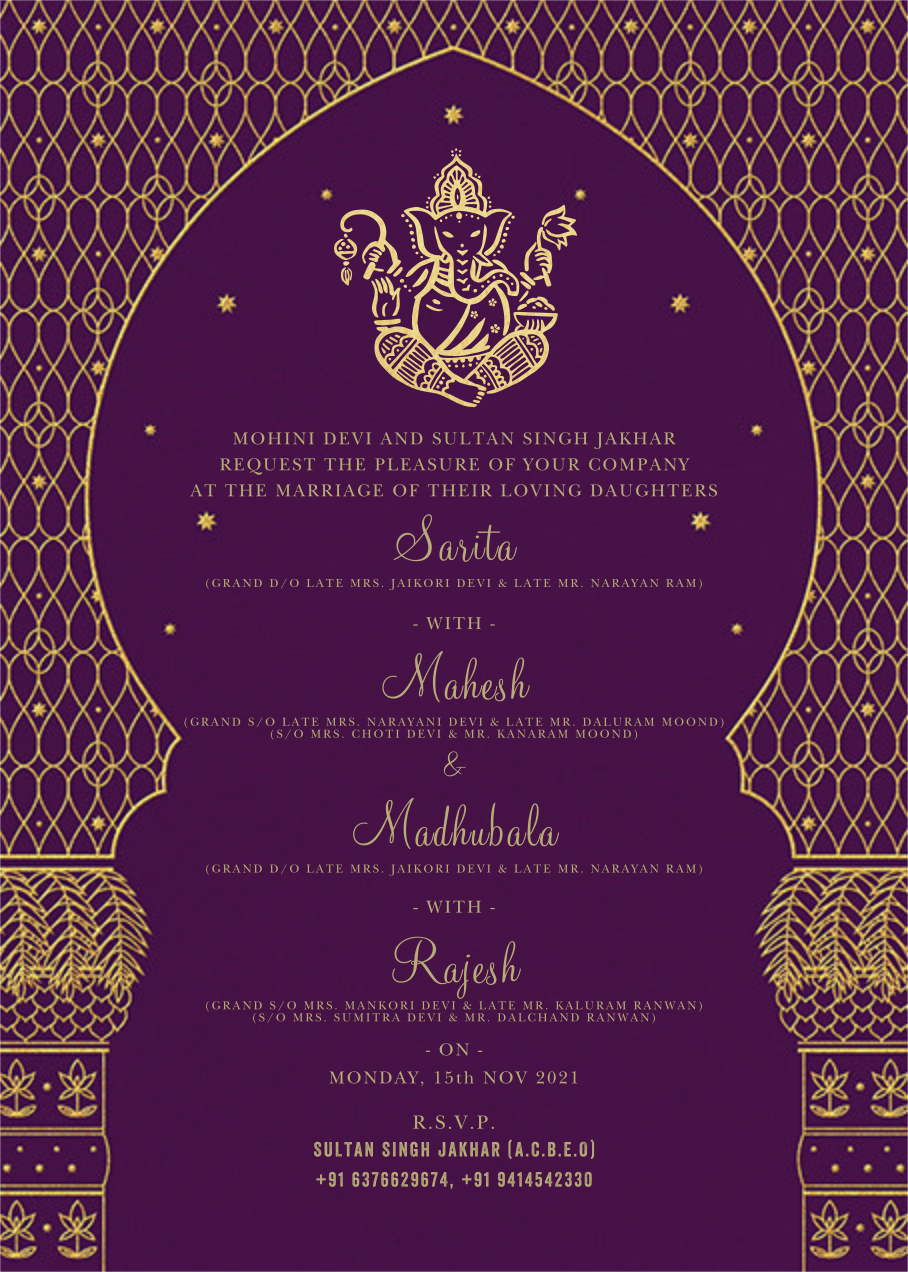 MOHINI DEVI AND SULTAN SINGH JAKHAR
REQUEST THE PLEASURE OF YOUR COMPANY
AT THE MARRIAGE OF THEIR LOVING DAUGHTERS
Sarita
(GRAND D/O LATE MRS. JAIKORI DEVI & LATE MR. NARAYAN RAM)
- WITH -
Mahesh
(GRAND S/O LATE MRS. NARAYANI DEVI & LATE MR. DALURAM MOOND)
(S/O MRS. CHOTI DEVI & MR. KANARAM MOOND)
&
Madhubala
(GRAND D/O LATE MRS. JAIKORI DEVI & LATE MR. NARAYAN RAM)
- WITH -
Rajesh
(GRAND S/O MRS. MANKORI DEVI & LATE MR. KALURAM RANWAN)
(S/O MRS. SUMITRA DEVI & MR. DALCHAND RANWAN)
- ON -
MONDAY, 15th NOV 2021
R.S.V.P.
SULTAN SINGH JAKHAR (A.C.B.E.O)
+91 6376629674, +91 9414542330